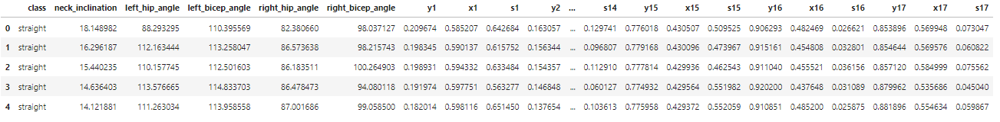 class neck_inclination left_hip_angle left_bicep_angle right_hip_angle right_bicep_angle y1 x1 s1 y2 ... s14 y15 x15 s15 y16 x16 s16 y17 x17 s17
0 straight 18.148982 88.293295 110.395569 82.380660 98.037127 0.209674 0.585207 0.642684 0.163057 ... 0.129741 0.776018 0.430507 0.509525 0.906293 0.482469 0.026621 0.853896 0.569948 0.073047
1 straight 16.296187 112.163444 113.258047 86.573638 98.215743 0.198345 0.590137 0.615752 0.156344 ... 0.096807 0.779168 0.430096 0.473967 0.915161 0.454808 0.032801 0.854644 0.569576 0.060822
2 straight 15.440235 110.157745 112.501603 86.183511 100.264903 0.198931 0.594332 0.633484 0.154357 ... 0.112910 0.777814 0.429936 0.462543 0.911040 0.455521 0.036156 0.857120 0.584999 0.075562
3 straight 14.636403 113.576665 114.833703 86.478473 94.080118 0.191974 0.597751 0.563277 0.146848 ... 0.060127 0.774932 0.429564 0.551982 0.920200 0.437648 0.031089 0.879962 0.535686 0.045040
4 straight 14.121881 111.263034 113.958558 87.001686 99.058500 0.182014 0.598116 0.651450 0.137654 ... 0.103613 0.775958 0.429372 0.552059 0.910851 0.485200 0.025875 0.881896 0.554634 0.059867